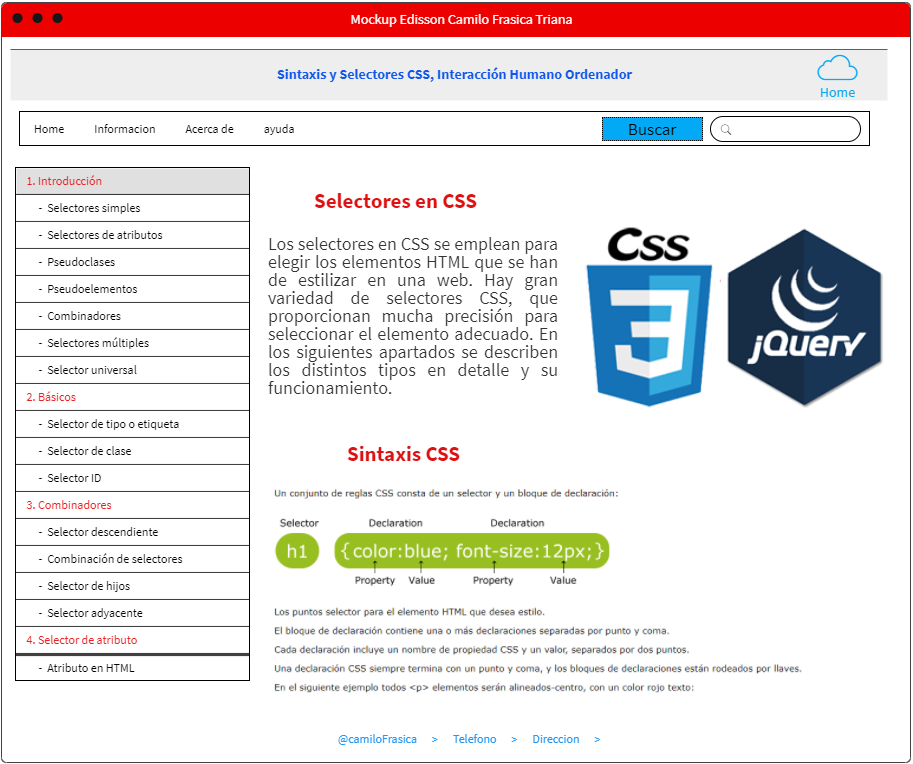 Mockup Edisson Camilo Frasica Triana
Sintaxis y Selectores CSS, Interacción Humano Ordenador
Home
Home Informacion Acerca de ayuda Buscar
1. Introducción
- Selectores simples
- Selectores de atributos
- Pseudoclases
- Pseudoelementos
- Combinadores
- Selectores múltiples
- Selector universal
2. Básicos
- Selector de tipo o etiqueta
- Selector de clase
- Selector ID
3. Combinadores
- Selector descendiente
- Combinación de selectores
- Selector de hijos
- Selector adyacente
4. Selector de atributo
- Atributo en HTML
Selectores en CSS
Los selectores en CSS se emplean para
elegir los elementos HTML que se han
de estilizar en una web. Hay gran
variedad de selectores CSS, que
proporcionan mucha precisión para
seleccionar el elemento adecuado. En
los siguientes apartados se describen
los distintos tipos en detalle y su
funcionamiento.
CSS
3
jQuery
Sintaxis CSS
Un conjunto de reglas CSS consta de un selector y un bloque de declaración:
Selector Declaration Declaration
h1 {color:blue; font-size:12px;}
Property Value Property Value
Los puntos selector para el elemento HTML que desea estilo.
El bloque de declaración contiene una o más declaraciones separadas por punto y coma.
Cada declaración incluye un nombre de propiedad CSS y un valor, separados por dos puntos.
Una declaración CSS siempre termina con un punto y coma, y los bloques de declaraciones están rodeados por llaves.
En el siguiente ejemplo todos <p> elementos serán alineados-centro, con un color rojo texto:
@camiloFrasica > Telefono > Direccion >